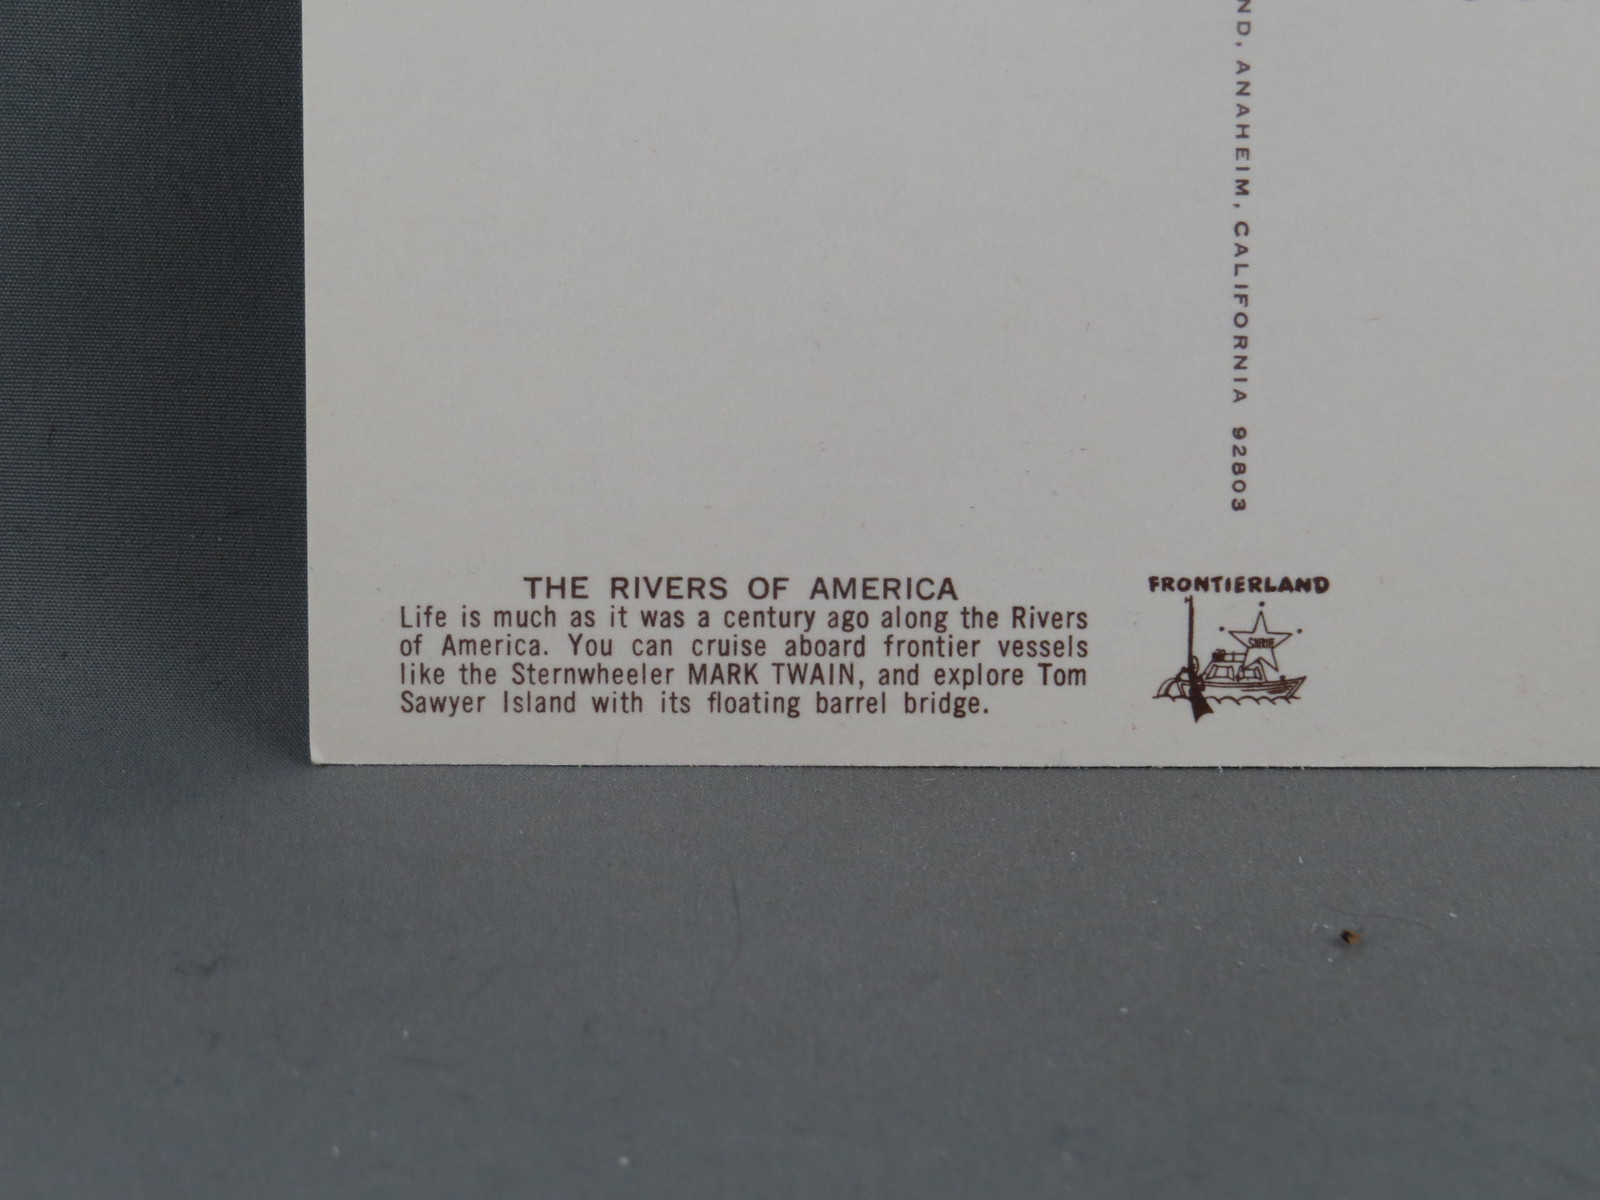 ND, ANAHEIM, CALIFORNIA 92803
THE RIVERS OF AMERICA
Life is much as it was a century ago along the Rivers
of America. You can cruise aboard frontier vessels
like the Sternwheeler MARK TWAIN, and explore Tom
Sawyer Island with its floating barrel bridge.
FRONTIERLAND